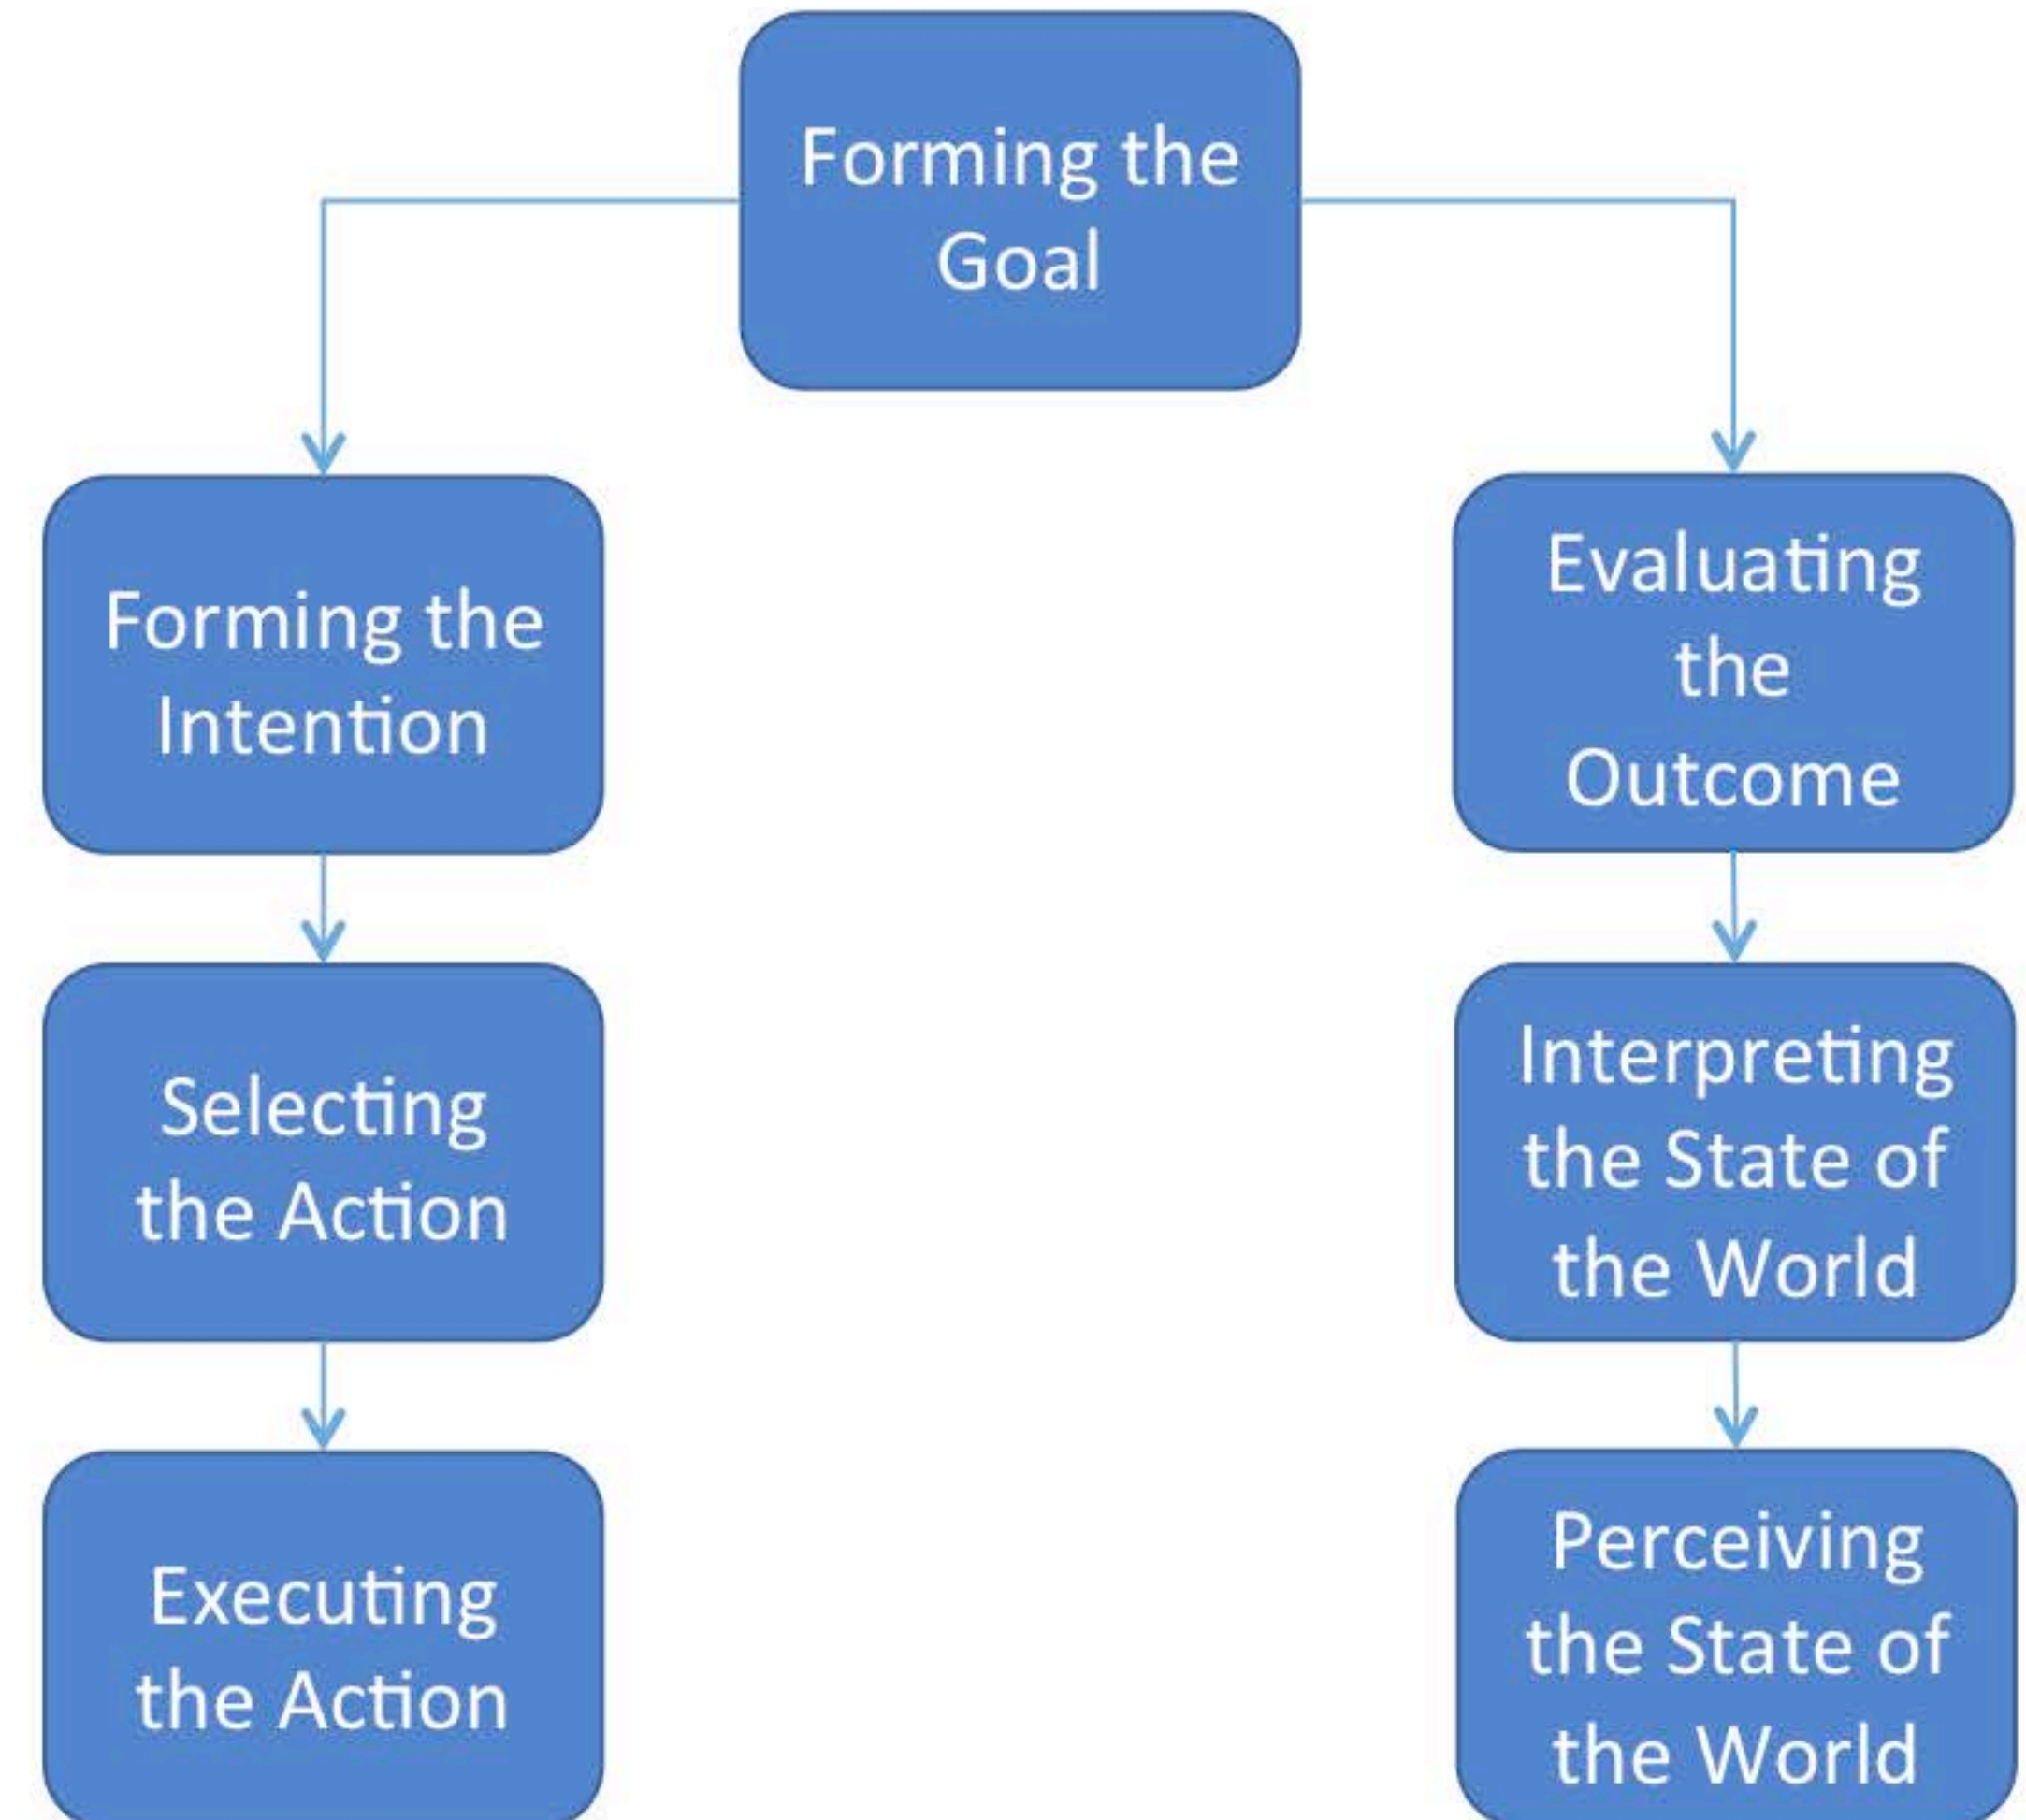 Forming the
Goal
Forming the
Intention
Evaluating
the
Outcome
Selecting
the Action
Interpreting
the State of
the World
Executing
the Action
Perceiving
the State of
the World